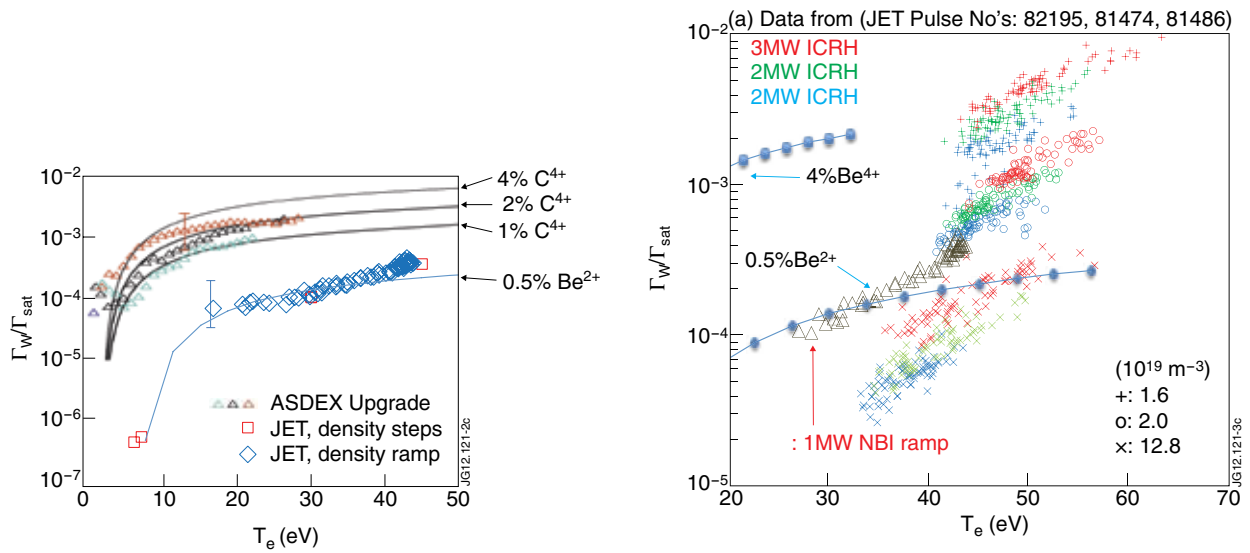 10⁻²
10⁻³
10⁻⁴
10⁻⁵
10⁻⁶
10⁻⁷
Γ_W/Γ_sat
4% C⁴⁺
2% C⁴⁺
1% C⁴⁺
0.5% Be²⁺
ASDEX Upgrade
JET, density steps
JET, density ramp
JG12.121-2c
0 10 20 30 40 50
T_e (eV)
(a) Data from (JET Pulse No's: 82195, 81474, 81486)
10⁻²
10⁻³
10⁻⁴
10⁻⁵
Γ_W/Γ_sat
3MW ICRH
2MW ICRH
2MW ICRH
4%Be⁴⁺
0.5%Be²⁺
: 1MW NBI ramp
(10¹⁹ m⁻³)
+: 1.6
o: 2.0
×: 12.8
JG12.121-3c
20 30 40 50 60 70
T_e (eV)